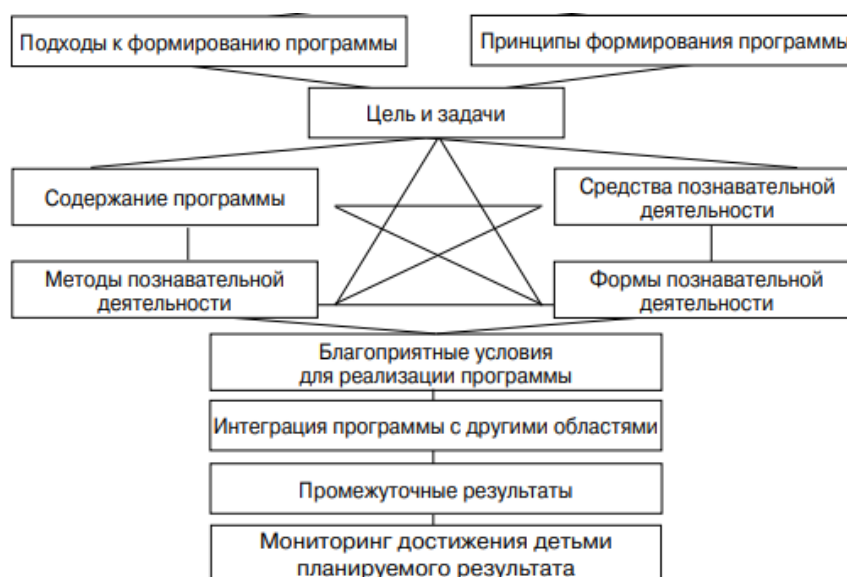 Подходы к формированию программы
Принципы формирования программы
Цель и задачи
Содержание программы
Средства познавательной
деятельности
Методы познавательной
деятельности
Формы познавательной
деятельности
Благоприятные условия
для реализации программы
Интеграция программы с другими областями
Промежуточные результаты
Мониторинг достижения детьми
планируемого результата